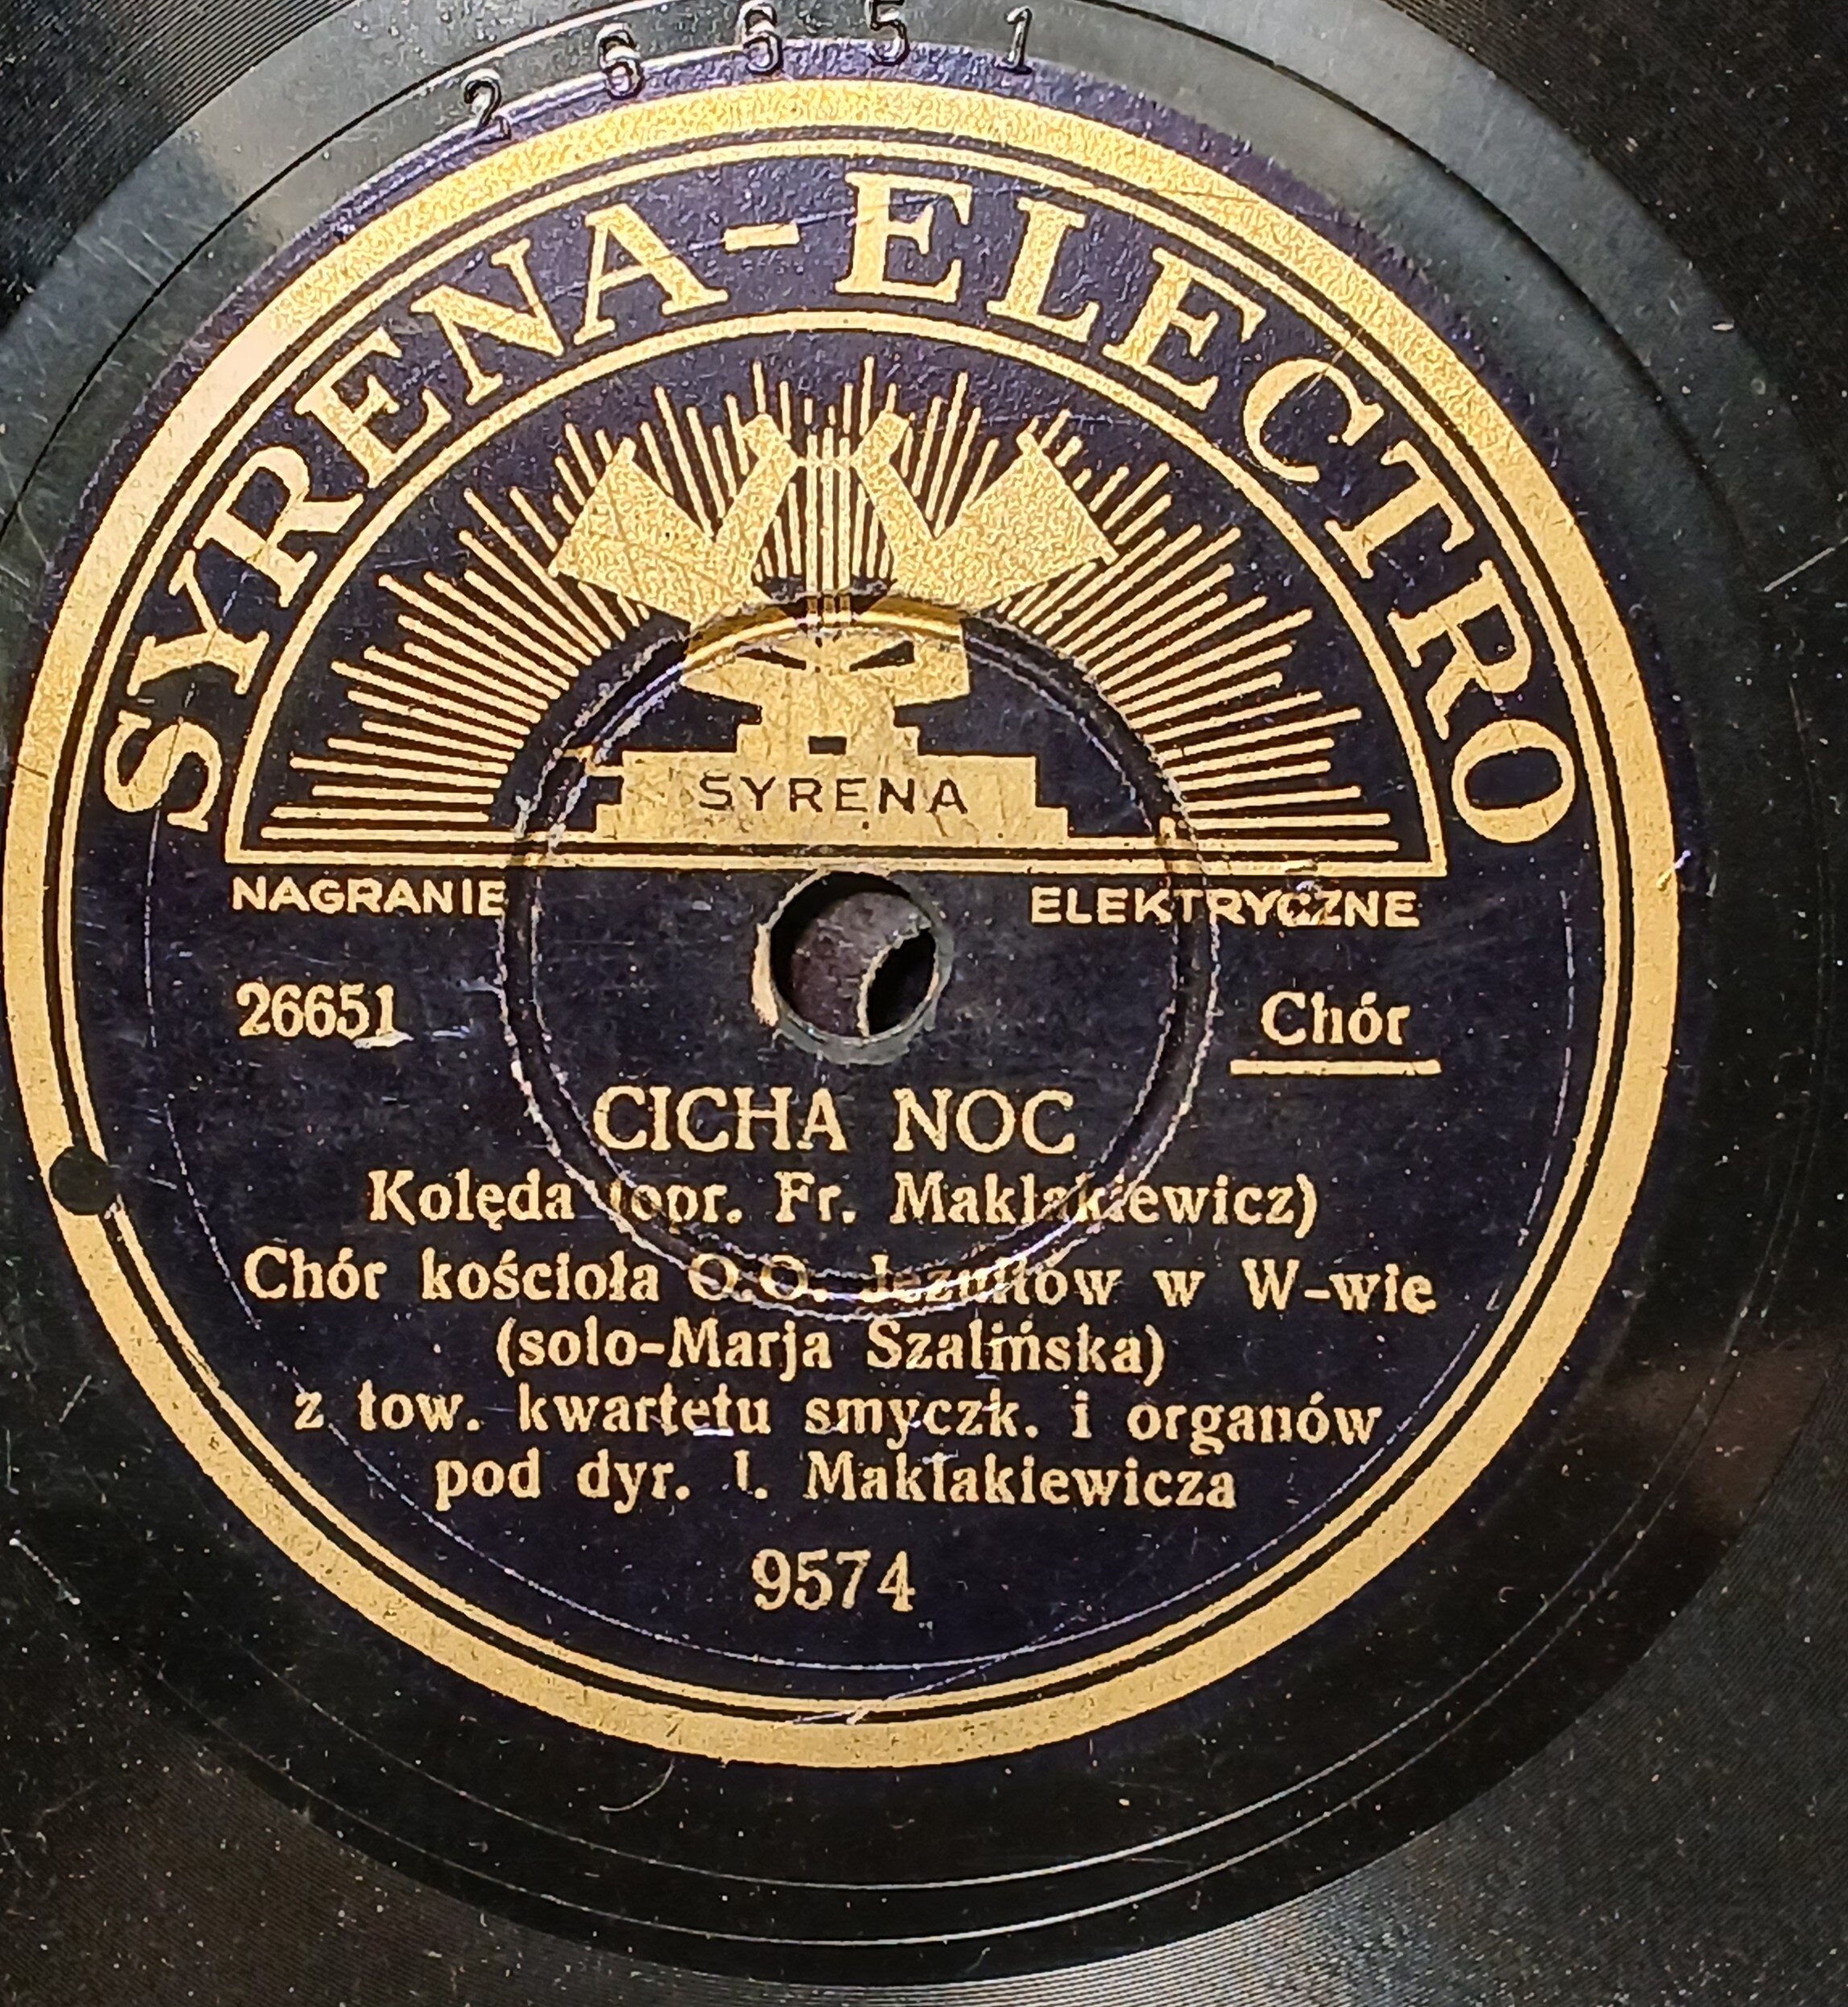 26651
SYRENA-ELECTRO
SYRENA
NAGRANIE ELEKTRYCZNE
26651 Chór
CICHA NOC
Kolęda (opr. Fr. Maklakiewicz)
Chór kościoła O.O. Jezuitów w W-wie
(solo-Marja Szalińska)
z tow. kwartetu smyczk. i organów
pod dyr. Maklakiewicza
9574